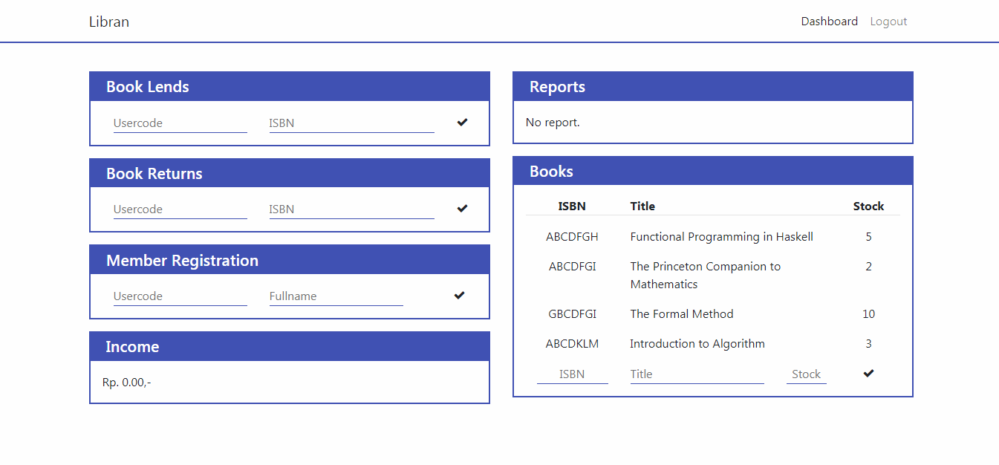 Libran
Dashboard Logout
Book Lends
Usercode ISBN
Book Returns
Usercode ISBN
Member Registration
Usercode Fullname
Income
Rp. 0.00,-
Reports
No report.
Books
ISBN Title Stock
ABCDFGH Functional Programming in Haskell 5
ABCDFGI The Princeton Companion to 2
Mathematics
GBCDFGI The Formal Method 10
ABCDKLM Introduction to Algorithm 3
ISBN Title Stock